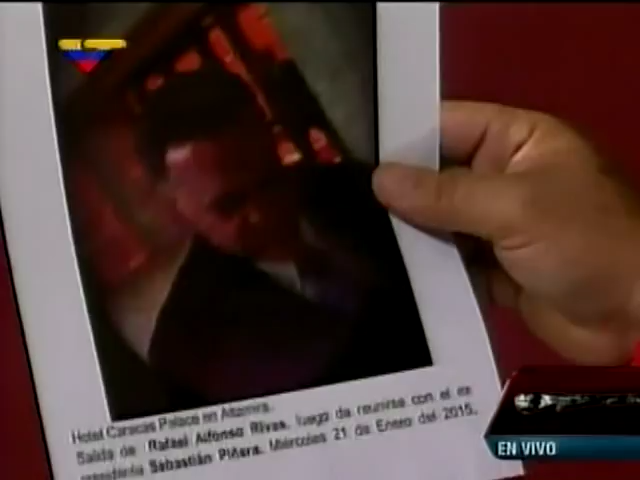 Hotel Caracas Palace en Altamira.
Salida de Rafael Alfonso Rivas, luego de reunirse con el ex
presidente Sebastián Piñera. Miércoles 21 de Enero del 2015.
EN VIVO